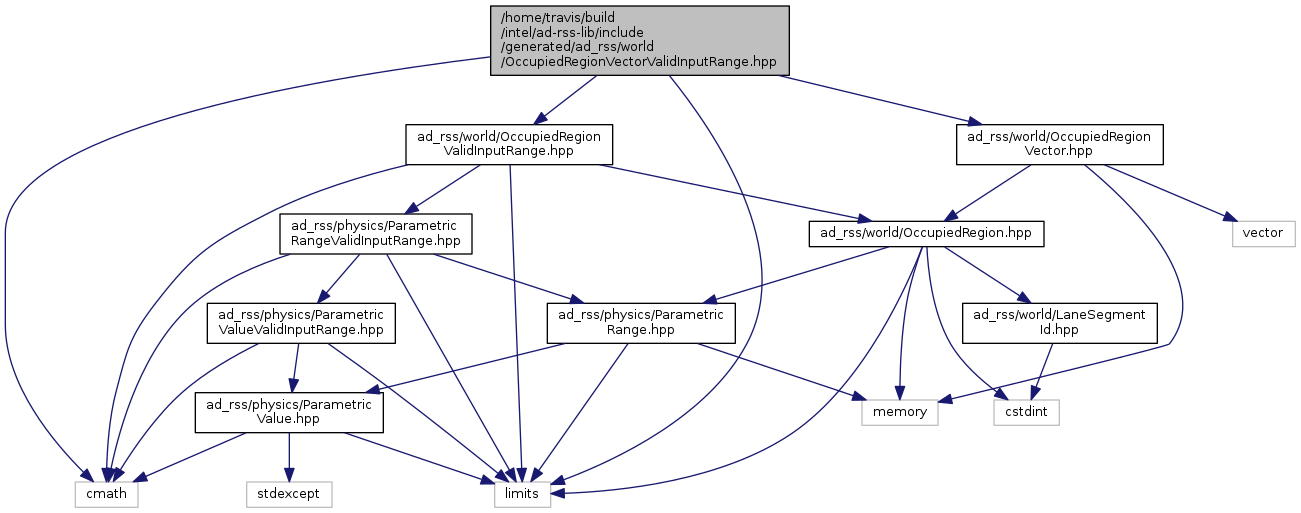 /home/travis/build
/intel/ad-rss-lib/include
/generated/ad_rss/world
/OccupiedRegionVectorValidInputRange.hpp
ad_rss/world/OccupiedRegion
ValidInputRange.hpp
ad_rss/world/OccupiedRegion
Vector.hpp
ad_rss/physics/Parametric
RangeValidInputRange.hpp
ad_rss/world/OccupiedRegion.hpp
vector
ad_rss/physics/Parametric
ValueValidInputRange.hpp
ad_rss/physics/Parametric
Range.hpp
ad_rss/world/LaneSegment
Id.hpp
ad_rss/physics/Parametric
Value.hpp
memory
cstdint
cmath
stdexcept
limits